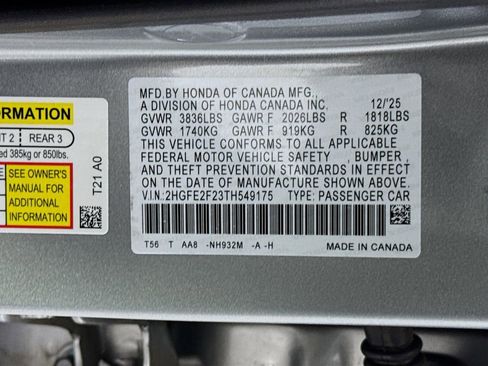 ORMATION
NT 2 REAR 3
ed 385kg or 850lbs.
SEE OWNER'S
MANUAL FOR
ADDITIONAL
INFORMATION
T21 A0
MFD.BY HONDA OF CANADA MFG.,
A DIVISION OF HONDA CANADA INC. 12/'25
GVWR 3836LBS GAWR F 2026LBS R 1818LBS
GVWR 1740KG GAWR F 919KG R 825KG
THIS VEHICLE CONFORMS TO ALL APPLICABLE
FEDERAL MOTOR VEHICLE SAFETY , BUMPER ,
AND THEFT PREVENTION STANDARDS IN EFFECT ON
THE DATE OF MANUFACTURE SHOWN ABOVE.
V.I.N.:2HGFE2F23TH549175 TYPE: PASSENGER CAR
T56 T AA8 -NH932M -A -H
MADE IN CANADA